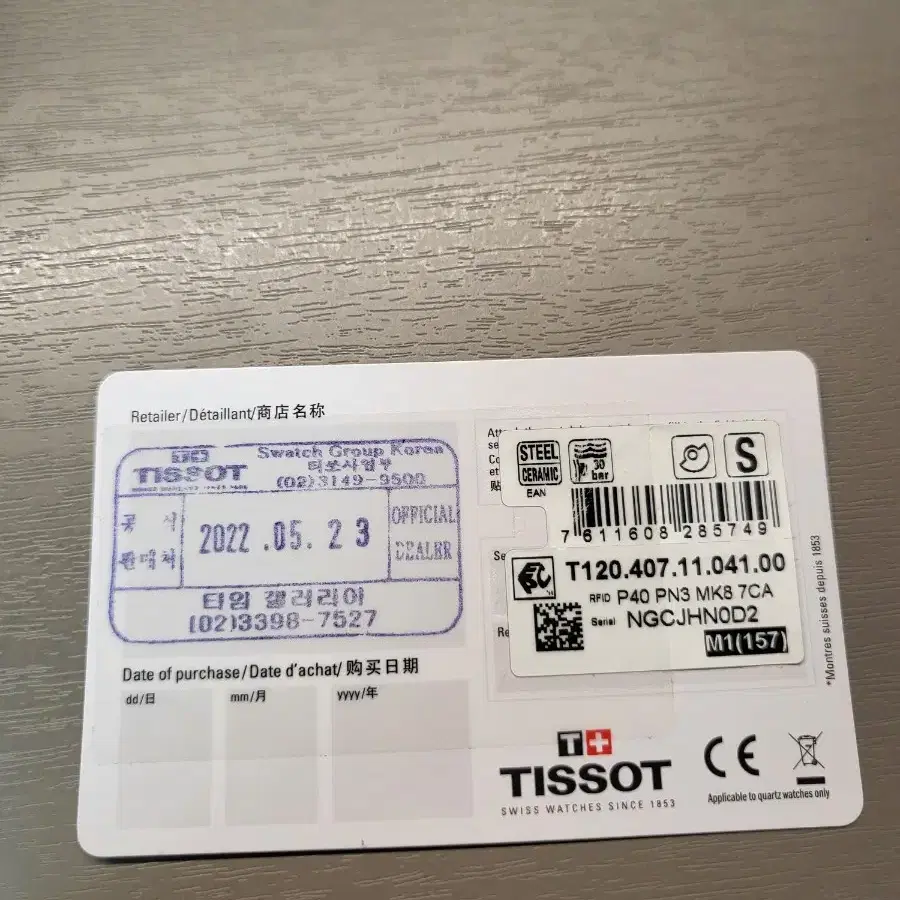 Retailer/Détaillant/商店名称
TISSOT
Swatch Group Korea
티쏘사업부
(02)3149-9500
공 식
판매처
2022 .05. 23
OFFICIAL
DEALER
타임 갤러리아
(02)3398-7527
Date of purchase/Date d'achat/购买日期
dd/日
mm/月
yyyy/年
STEEL
CERAMIC
30
bar
S
EAN
7 611608 285749
T120.407.11.041.00
RFID P40 PN3 MK8 7CA
Serial NGCJHN0D2
M1(157)
*Montres suisses depuis 1853
T+
TISSOT
SWISS WATCHES SINCE 1853
CE
Applicable to quartz watches only